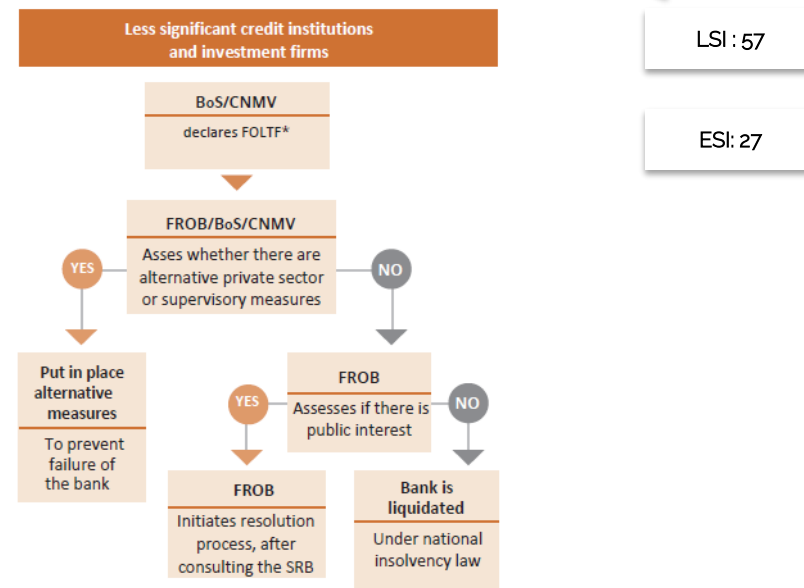 Less significant credit institutions
and investment firms
LSI : 57
BoS/CNMV
declares FOLTF*
ESI: 27
FROB/BoS/CNMV
Asses whether there are
alternative private sector
or supervisory measures
YES
NO
Put in place
alternative
measures
To prevent
failure of
the bank
FROB
Assesses if there is
public interest
YES
NO
FROB
Initiates resolution
process, after
consulting the SRB
Bank is
liquidated
Under national
insolvency law